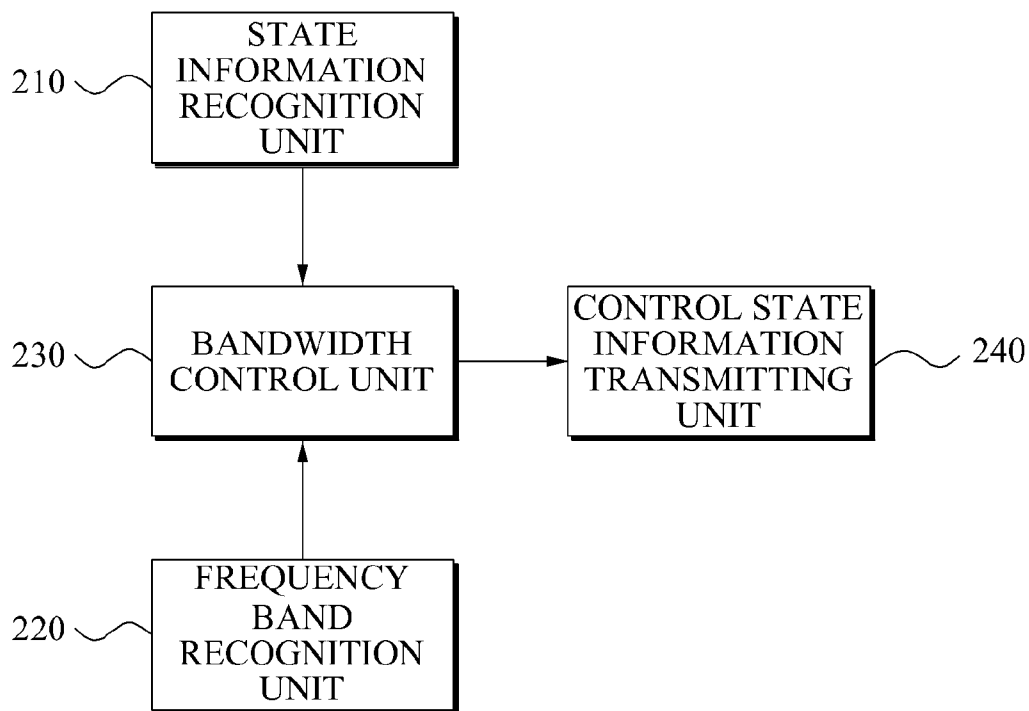 210
STATE
INFORMATION
RECOGNITION
UNIT
230
BANDWIDTH
CONTROL UNIT
CONTROL STATE
INFORMATION
TRANSMITTING
UNIT
240
220
FREQUENCY
BAND
RECOGNITION
UNIT